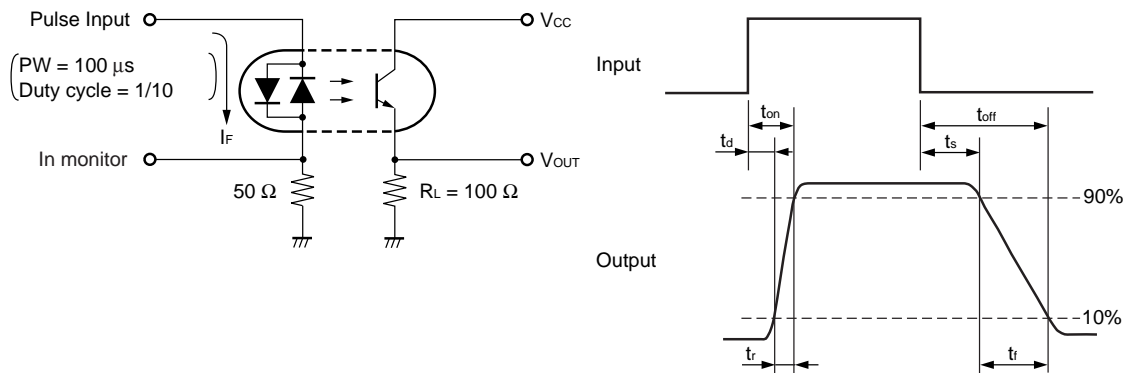 Pulse Input
PW = 100 μs
Duty cycle = 1/10
IF
In monitor
50 Ω
VCC
VOUT
RL = 100 Ω
Input
ton
toff
td
ts
90%
Output
10%
tr
tf